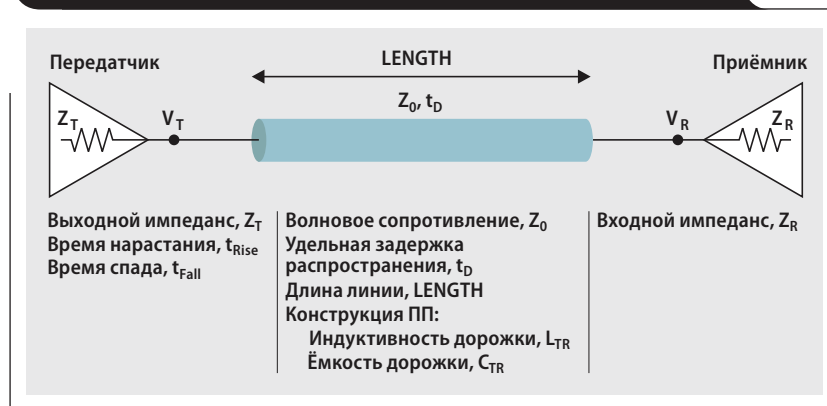 Передатчик
LENGTH
Приёмник
Z0, tD
ZT
VT
VR
ZR
Выходной импеданс, ZT
Время нарастания, tRise
Время спада, tFall
Волновое сопротивление, Z0
Удельная задержка
распространения, tD
Длина линии, LENGTH
Конструкция ПП:
Индуктивность дорожки, LTR
Ёмкость дорожки, CTR
Входной импеданс, ZR